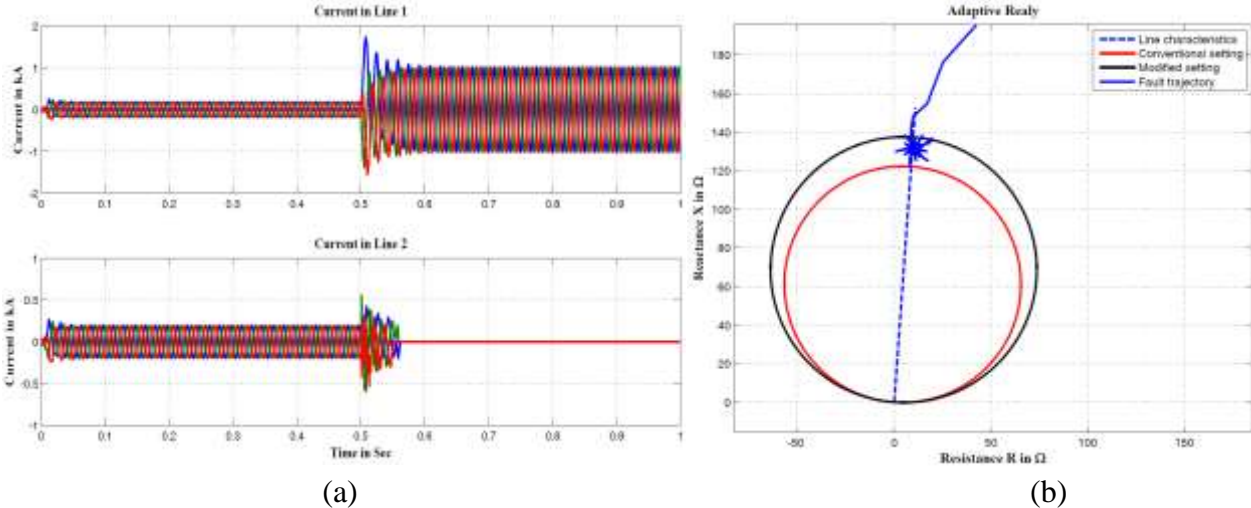 Current in Line 1
Current in kA
2
1
0
-1
-2
0 0.1 0.2 0.3 0.4 0.5 0.6 0.7 0.8 0.9 1
Current in Line 2
Current in kA
1
0.5
0
-0.5
-1
0 0.1 0.2 0.3 0.4 0.5 0.6 0.7 0.8 0.9 1
Time in Sec
(a)
Adaptive Realy
Line characteristics
Conventional setting
Modified setting
Fault trajectory
Reactance X in Ω
180
160
140
120
100
80
60
40
20
0
-50 0 50 100 150
Resistance R in Ω
(b)